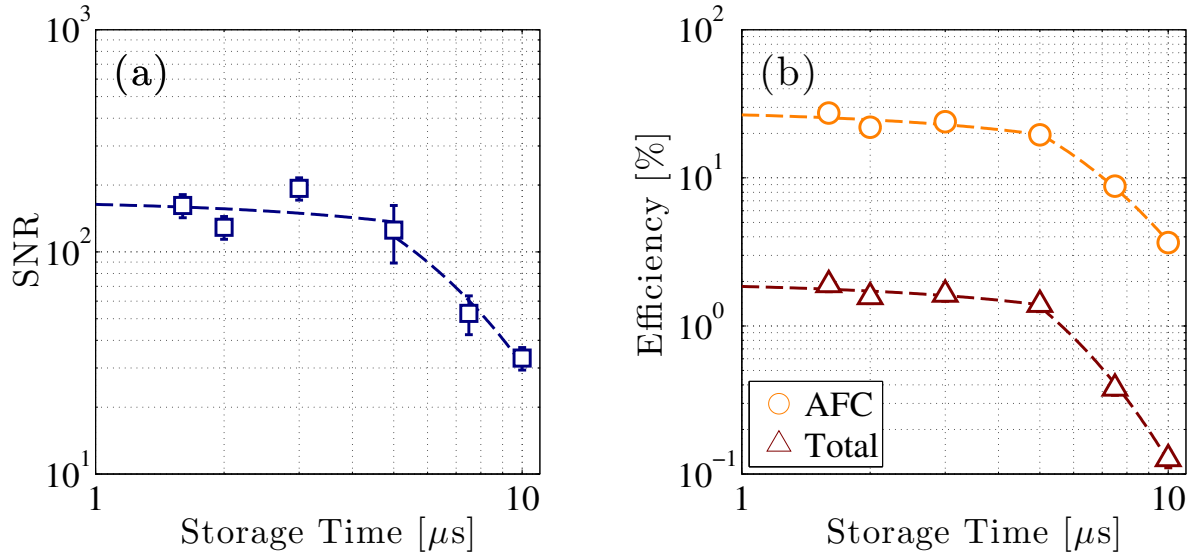 (a)
SNR
10^3
10^2
10^1
1
10
Storage Time [μs]
(b)
Efficiency [%]
10^2
10^1
10^0
10^−1
AFC
Total
1
10
Storage Time [μs]